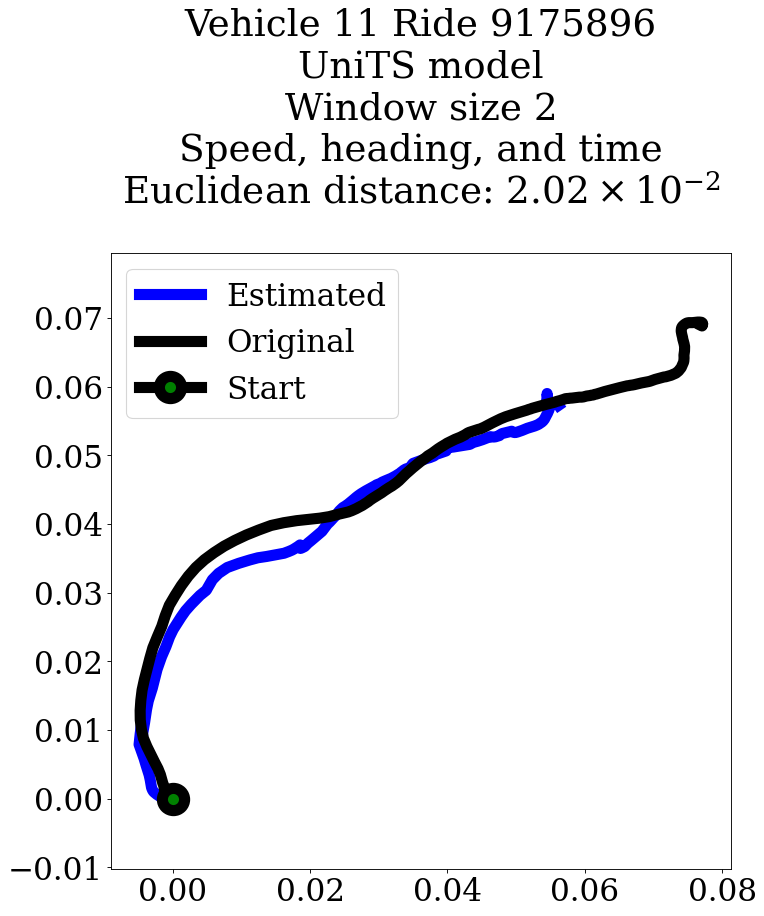 Vehicle 11 Ride 9175896
UniTS model
Window size 2
Speed, heading, and time
Euclidean distance: 2.02 × 10⁻²
Estimated
Original
Start
0.07
0.06
0.05
0.04
0.03
0.02
0.01
0.00
−0.01
0.00 0.02 0.04 0.06 0.08